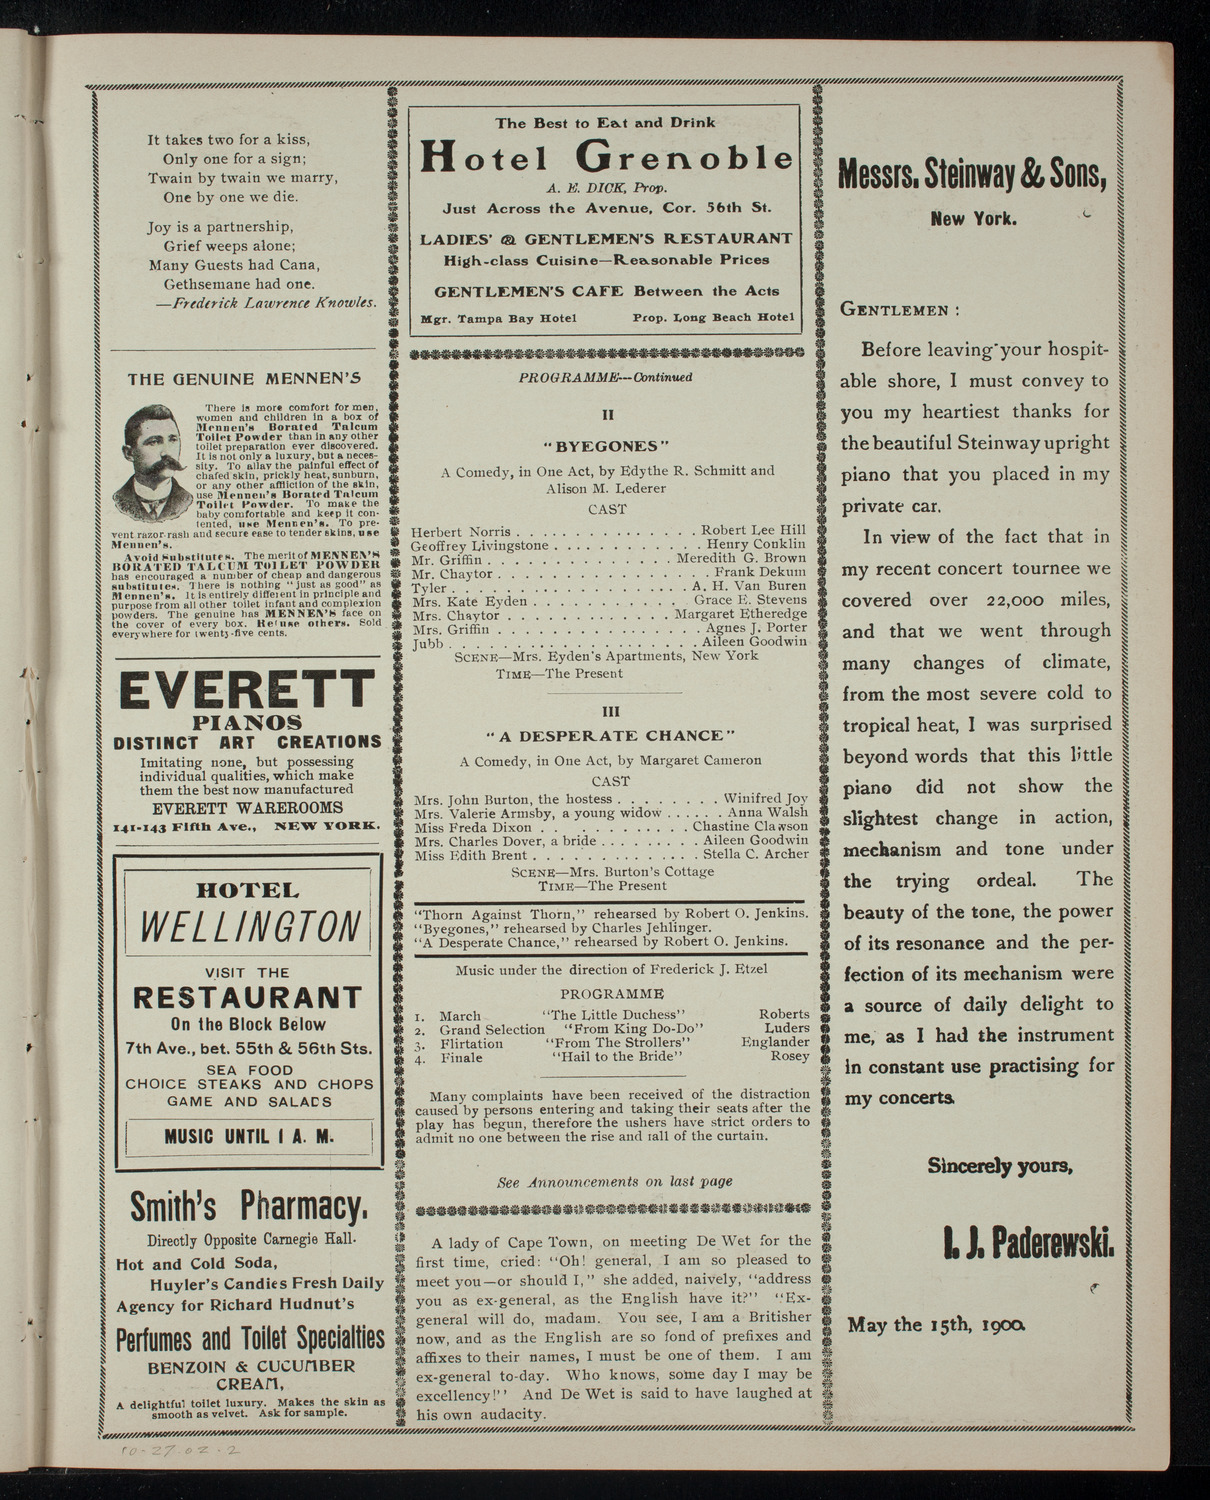 It takes two for a kiss,
Only one for a sign;
Twain by twain we marry,
One by one we die.
Joy is a partnership,
Grief weeps alone;
Many Guests had Cana,
Gethsemane had one.
—Frederick Lawrence Knowles.
THE GENUINE MENNEN'S
There is more comfort for men,
women and children in a box of
Mennen's Borated Talcum
Toilet Powder than in any other
toilet preparation ever discovered.
It is not only a luxury, but a neces-
sity. To allay the painful effect of
chafed skin, prickly heat, sunburn,
or any other affliction of the skin,
use Mennen's Borated Talcum
Toilet Powder. To make the
baby comfortable and keep it con-
tented, use Mennen's. To pre-
vent razor rash and secure ease to tender skins, use
Mennen's.
Avoid Substitutes. The merit of MENNEN'S
BORATED TALCUM TOILET POWDER
has encouraged a number of cheap and dangerous
substitutes. There is nothing "just as good" as
Mennen's. It is entirely different in principle and
purpose from all other toilet infant and complexion
powders. The genuine has MENNEN'S face on
the cover of every box. Refuse others. Sold
everywhere for twenty-five cents.
EVERETT
PIANOS
DISTINCT ART CREATIONS
Imitating none, but possessing
individual qualities, which make
them the best now manufactured
EVERETT WAREROOMS
141-143 Fifth Ave., NEW YORK.
HOTEL
WELLINGTON
VISIT THE
RESTAURANT
On the Block Below
7th Ave., bet. 55th & 56th Sts.
SEA FOOD
CHOICE STEAKS AND CHOPS
GAME AND SALADS
MUSIC UNTIL 1 A. M.
Smith's Pharmacy.
Directly Opposite Carnegie Hall.
Hot and Cold Soda,
Huyler's Candies Fresh Daily
Agency for Richard Hudnut's
Perfumes and Toilet Specialties
BENZOIN & CUCUMBER
CREAM,
A delightful toilet luxury. Makes the skin as
smooth as velvet. Ask for sample.
The Best to Eat and Drink
Hotel Grenoble
A. E. DICK, Prop.
Just Across the Avenue, Cor. 56th St.
LADIES' & GENTLEMEN'S RESTAURANT
High-class Cuisine—Reasonable Prices
GENTLEMEN'S CAFE Between the Acts
Mgr. Tampa Bay Hotel Prop. Long Beach Hotel
PROGRAMME---Continued
II
"BYEGONES"
A Comedy, in One Act, by Edythe R. Schmitt and
Alison M. Lederer
CAST
Herbert Norris . . . . . . . . . . . . . . Robert Lee Hill
Geoffrey Livingstone . . . . . . . . . . . . Henry Conklin
Mr. Griffin . . . . . . . . . . . . . . Meredith G. Brown
Mr. Chaytor . . . . . . . . . . . . . . . . Frank Dekum
Tyler . . . . . . . . . . . . . . . . . . A. H. Van Buren
Mrs. Kate Eyden . . . . . . . . . . . Grace E. Stevens
Mrs. Chaytor . . . . . . . . . . . . . Margaret Etheredge
Mrs. Griffin . . . . . . . . . . . . . . . . Agnes J. Porter
Jubb . . . . . . . . . . . . . . . . . . . Aileen Goodwin
SCENE—Mrs. Eyden's Apartments, New York
TIME—The Present
III
"A DESPERATE CHANCE"
A Comedy, in One Act, by Margaret Cameron
CAST
Mrs. John Burton, the hostess . . . . . . . . Winifred Joy
Mrs. Valerie Armsby, a young widow . . . . . . Anna Walsh
Miss Freda Dixon . . . . . . . . . . . Chastine Clawson
Mrs. Charles Dover, a bride . . . . . . . . . Aileen Goodwin
Miss Edith Brent . . . . . . . . . . . . . . Stella C. Archer
SCENE—Mrs. Burton's Cottage
TIME—The Present
"Thorn Against Thorn," rehearsed by Robert O. Jenkins.
"Byegones," rehearsed by Charles Jehlinger.
"A Desperate Chance," rehearsed by Robert O. Jenkins.
Music under the direction of Frederick J. Etzel
PROGRAMME
1. March "The Little Duchess" Roberts
2. Grand Selection "From King Do-Do" Luders
3. Flirtation "From The Strollers" Englander
4. Finale "Hail to the Bride" Rosey
Many complaints have been received of the distraction
caused by persons entering and taking their seats after the
play has begun, therefore the ushers have strict orders to
admit no one between the rise and fall of the curtain.
See Announcements on last page
A lady of Cape Town, on meeting De Wet for the
first time, cried: "Oh! general, I am so pleased to
meet you—or should I," she added, naively, "address
you as ex-general, as the English have it?" "Ex-
general will do, madam. You see, I am a Britisher
now, and as the English are so fond of prefixes and
affixes to their names, I must be one of them. I am
ex-general to-day. Who knows, some day I may be
excellency!" And De Wet is said to have laughed at
his own audacity.
Messrs. Steinway & Sons,
New York.
GENTLEMEN:
Before leaving your hospit-
able shore, I must convey to
you my heartiest thanks for
the beautiful Steinway upright
piano that you placed in my
private car.
In view of the fact that in
my recent concert tournee we
covered over 22,000 miles,
and that we went through
many changes of climate,
from the most severe cold to
tropical heat, I was surprised
beyond words that this little
piano did not show the
slightest change in action,
mechanism and tone under
the trying ordeal. The
beauty of the tone, the power
of its resonance and the per-
fection of its mechanism were
a source of daily delight to
me, as I had the instrument
in constant use practising for
my concerts.
Sincerely yours,
I. J. Paderewski.
May the 15th, 1900.
10-27-02-2